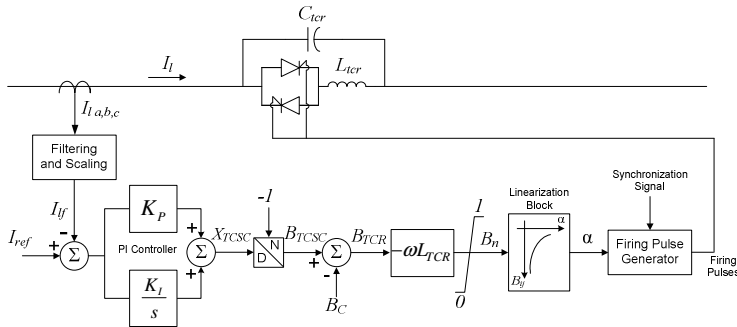 C_tcr
I_l
L_tcr
I_l a,b,c
Filtering
and Scaling
I_lf
I_ref
+
-
Σ
K_P
PI Controller
K_I
s
+
+
Σ
X_TCSC
-1
N
D
B_TCSC
+
-
Σ
B_C
B_TCR
-ωL_TCR
1
0
B_n
Linearization
Block
α
B_y
α
Synchronization
Signal
Firing Pulse
Generator
Firing
Pulses